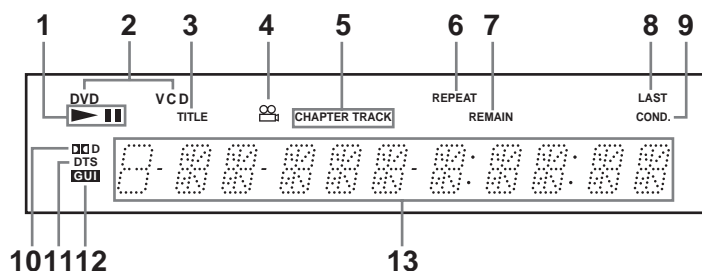 1 2 3 4 5 6 7 8 9
DVD VCD REPEAT LAST
TITLE CHAPTER TRACK REMAIN COND.
D
DTS
GUI
10 11 12 13